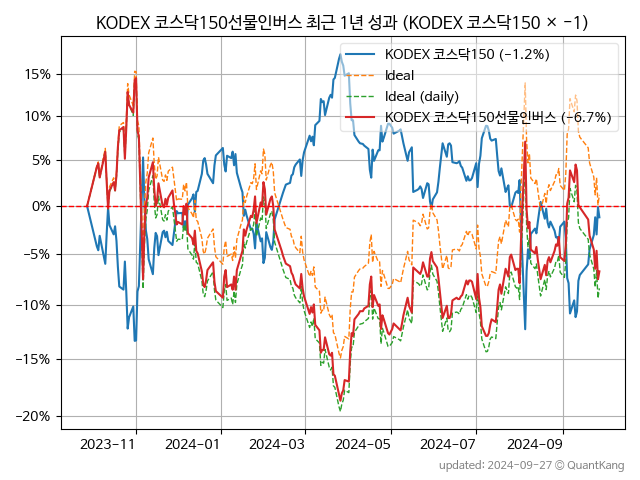 KODEX 코스닥150선물인버스 최근 1년 성과 (KODEX 코스닥150 × −1)
KODEX 코스닥150 (−1.2%)
Ideal
Ideal (daily)
KODEX 코스닥150선물인버스 (−6.7%)
15%
10%
5%
0%
−5%
−10%
−15%
−20%
2023-11
2024-01
2024-03
2024-05
2024-07
2024-09
updated: 2024-09-27 © QuantKang